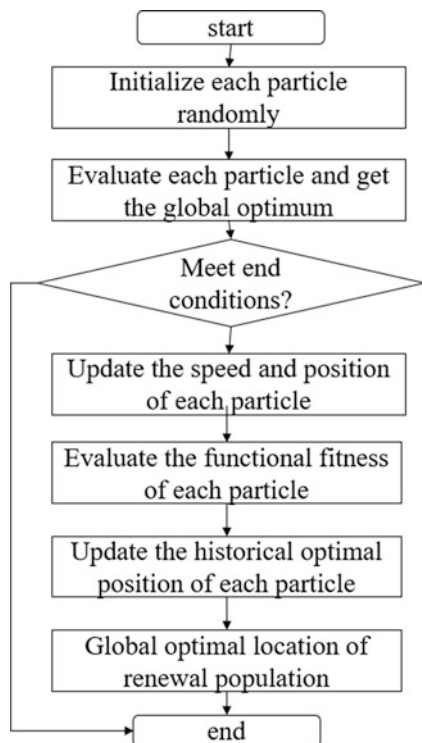 start
Initialize each particle
randomly
Evaluate each particle and get
the global optimum
Meet end
conditions?
Update the speed and position
of each particle
Evaluate the functional fitness
of each particle
Update the historical optimal
position of each particle
Global optimal location of
renewal population
end